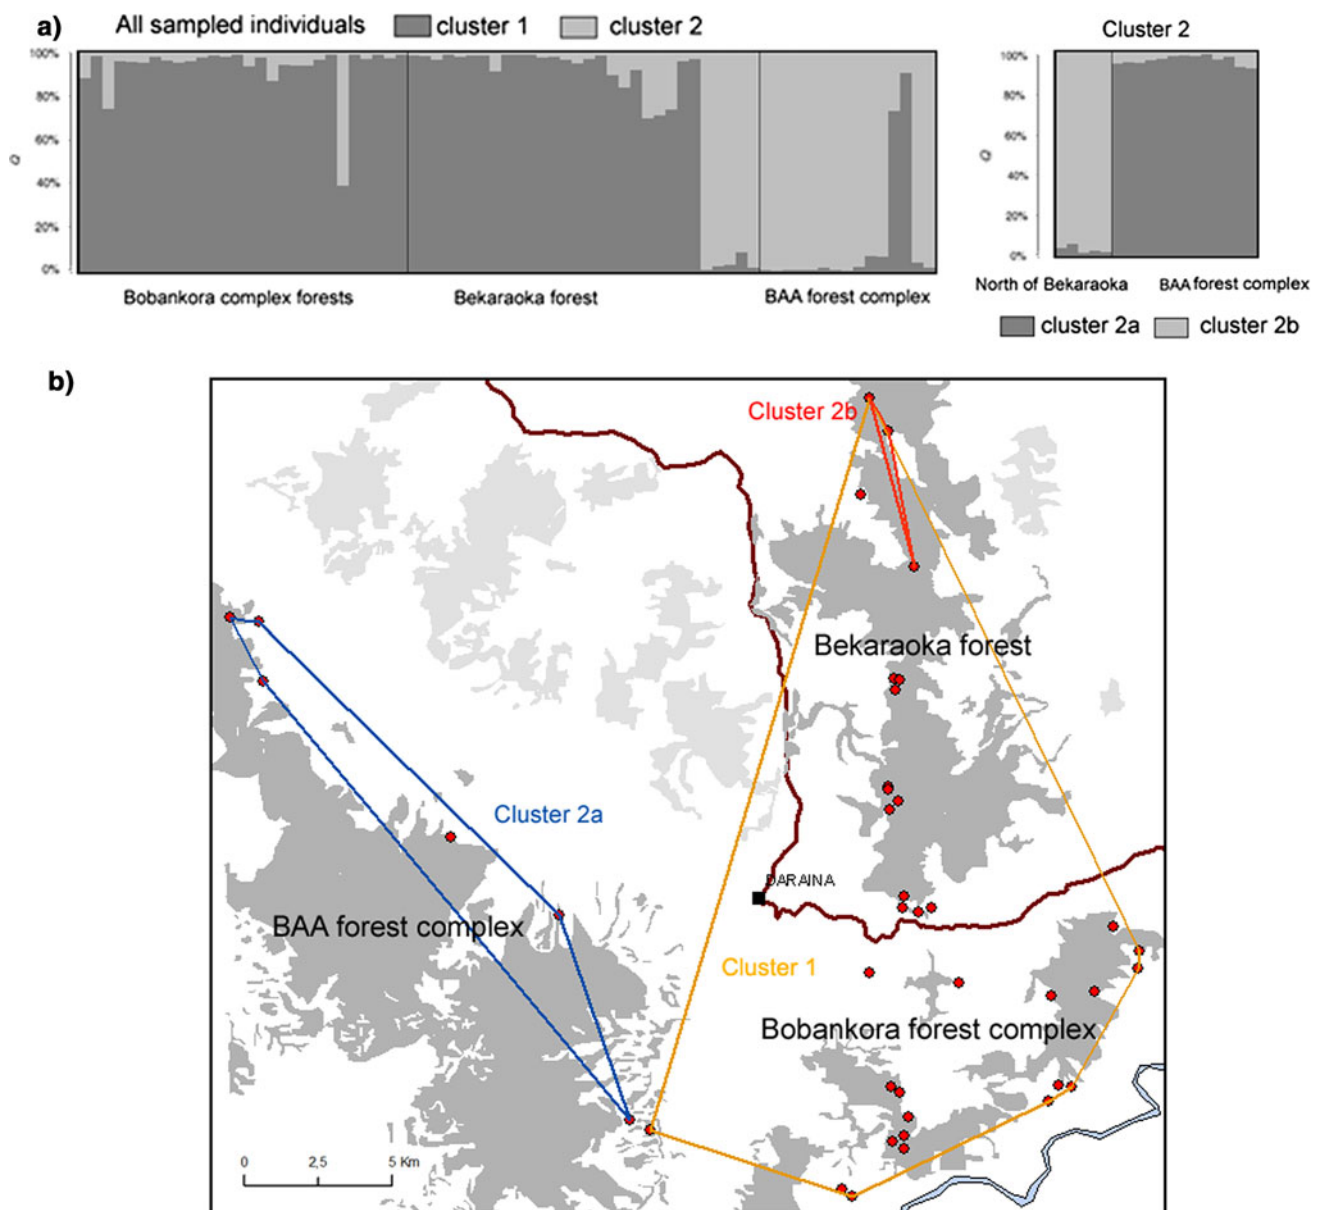 a) All sampled individuals cluster 1 cluster 2
Cluster 2
100%
80%
60%
40%
20%
0%
Q
Bobankora complex forests Bekaraoka forest BAA forest complex
100%
80%
60%
40%
20%
0%
Q
North of Bekaraoka BAA forest complex
cluster 2a cluster 2b
b)
Cluster 2b
Bekaraoka forest
Cluster 2a
DARAINA
BAA forest complex
Cluster 1
Bobankora forest complex
0 2,5 5 Km